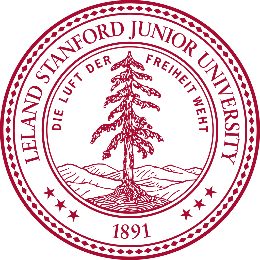 LELAND STANFORD JUNIOR UNIVERSITY
DIE LUFT DER FREIHEIT WEHT
1891